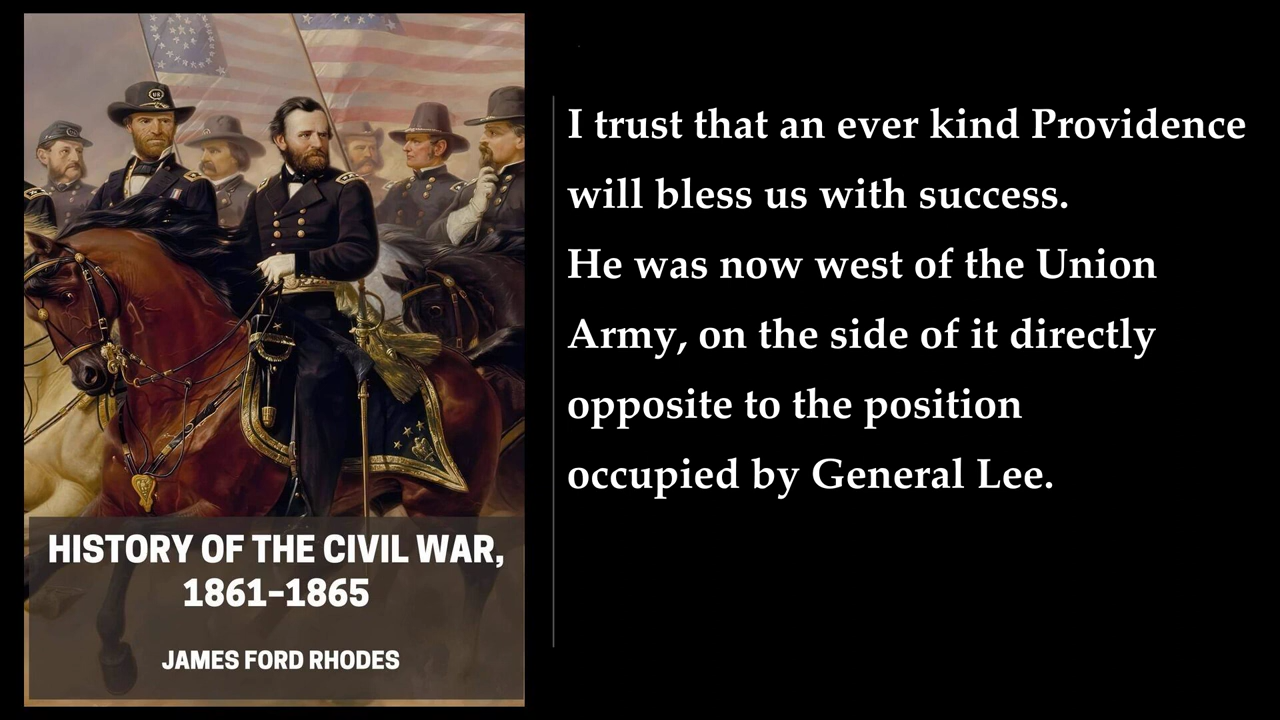 HISTORY OF THE CIVIL WAR,
1861–1865
JAMES FORD RHODES
I trust that an ever kind Providence
will bless us with success.
He was now west of the Union
Army, on the side of it directly
opposite to the position
occupied by General Lee.